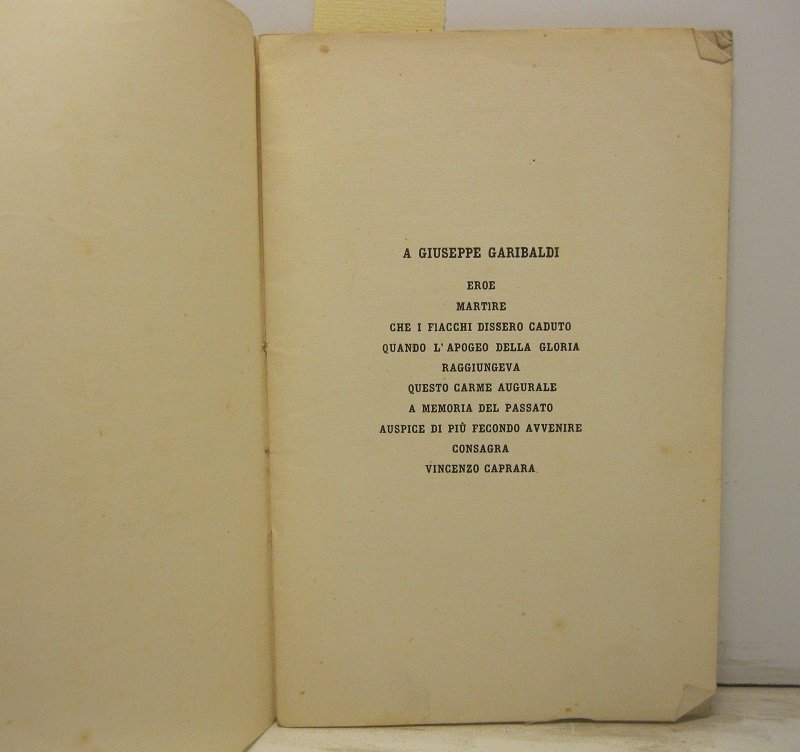 A GIUSEPPE GARIBALDI
EROE
MARTIRE
CHE I FIACCHI DISSERO CADUTO
QUANDO L'APOGEO DELLA GLORIA
RAGGIUNGEVA
QUESTO CARME AUGURALE
A MEMORIA DEL PASSATO
AUSPICE DI PIÙ FECONDO AVVENIRE
CONSAGRA
VINCENZO CAPRARA